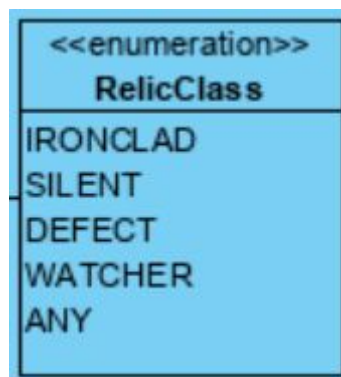 <<enumeration>>
RelicClass
IRONCLAD
SILENT
DEFECT
WATCHER
ANY